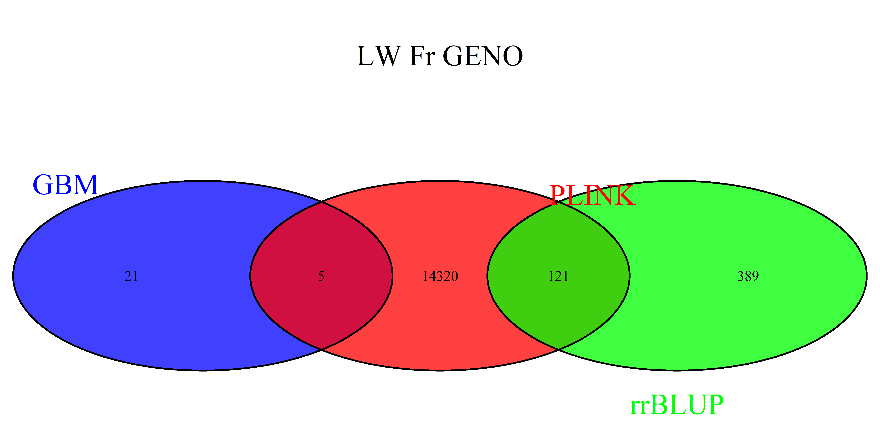 LW Fr GENO
GBM
PLINK
21
5
14320
121
389
rrBLUP